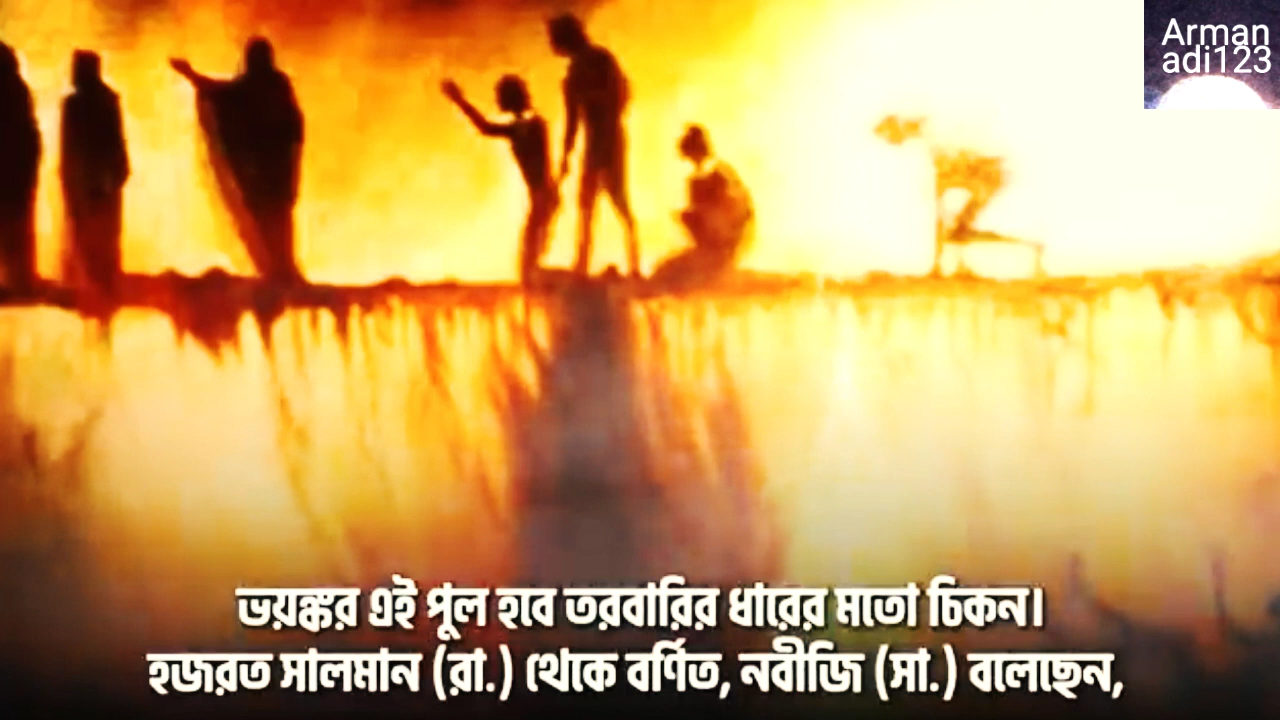 Arman
adi123
ভয়ঙ্কর এই পুল হবে তরবারির ধারের মতো চিকন।
হজরত সালমান (রা.) থেকে বর্ণিত, নবীজি (সা.) বলেছেন,